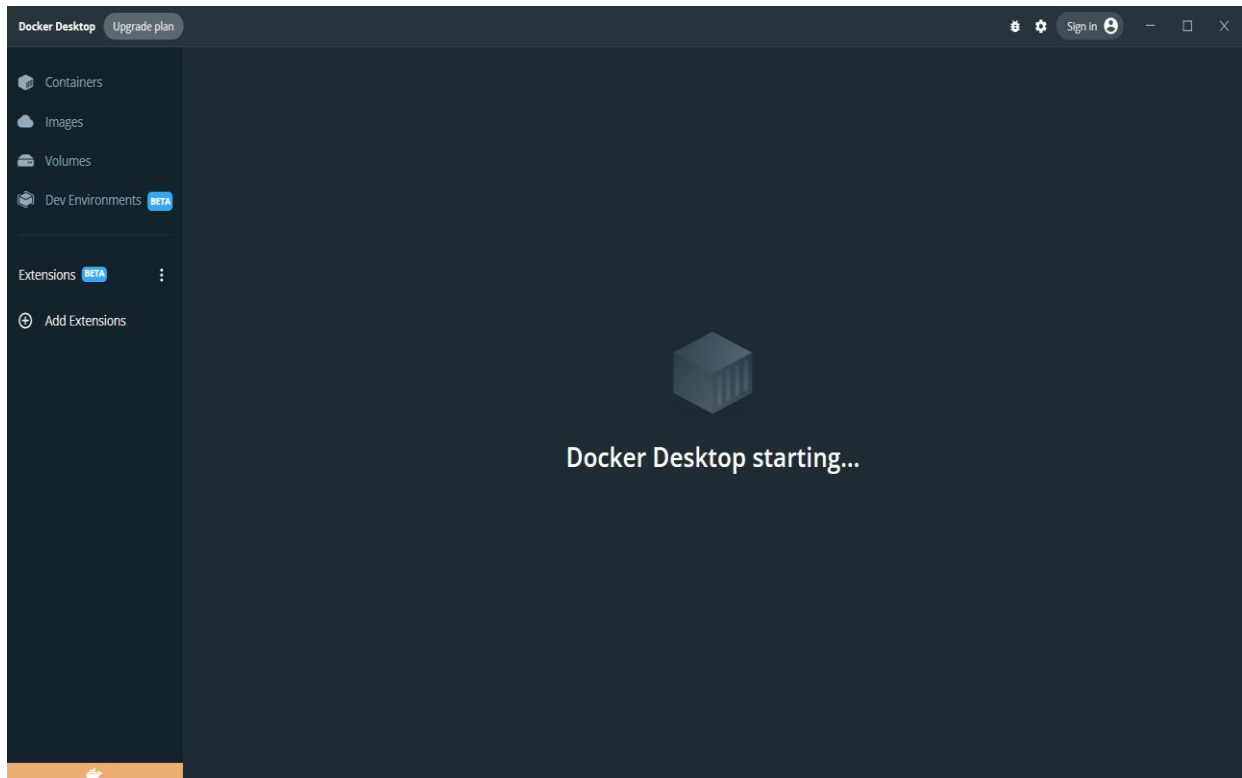 Docker Desktop Upgrade plan Sign in
Containers
Images
Volumes
Dev Environments BETA
Extensions BETA
Add Extensions
Docker Desktop starting...